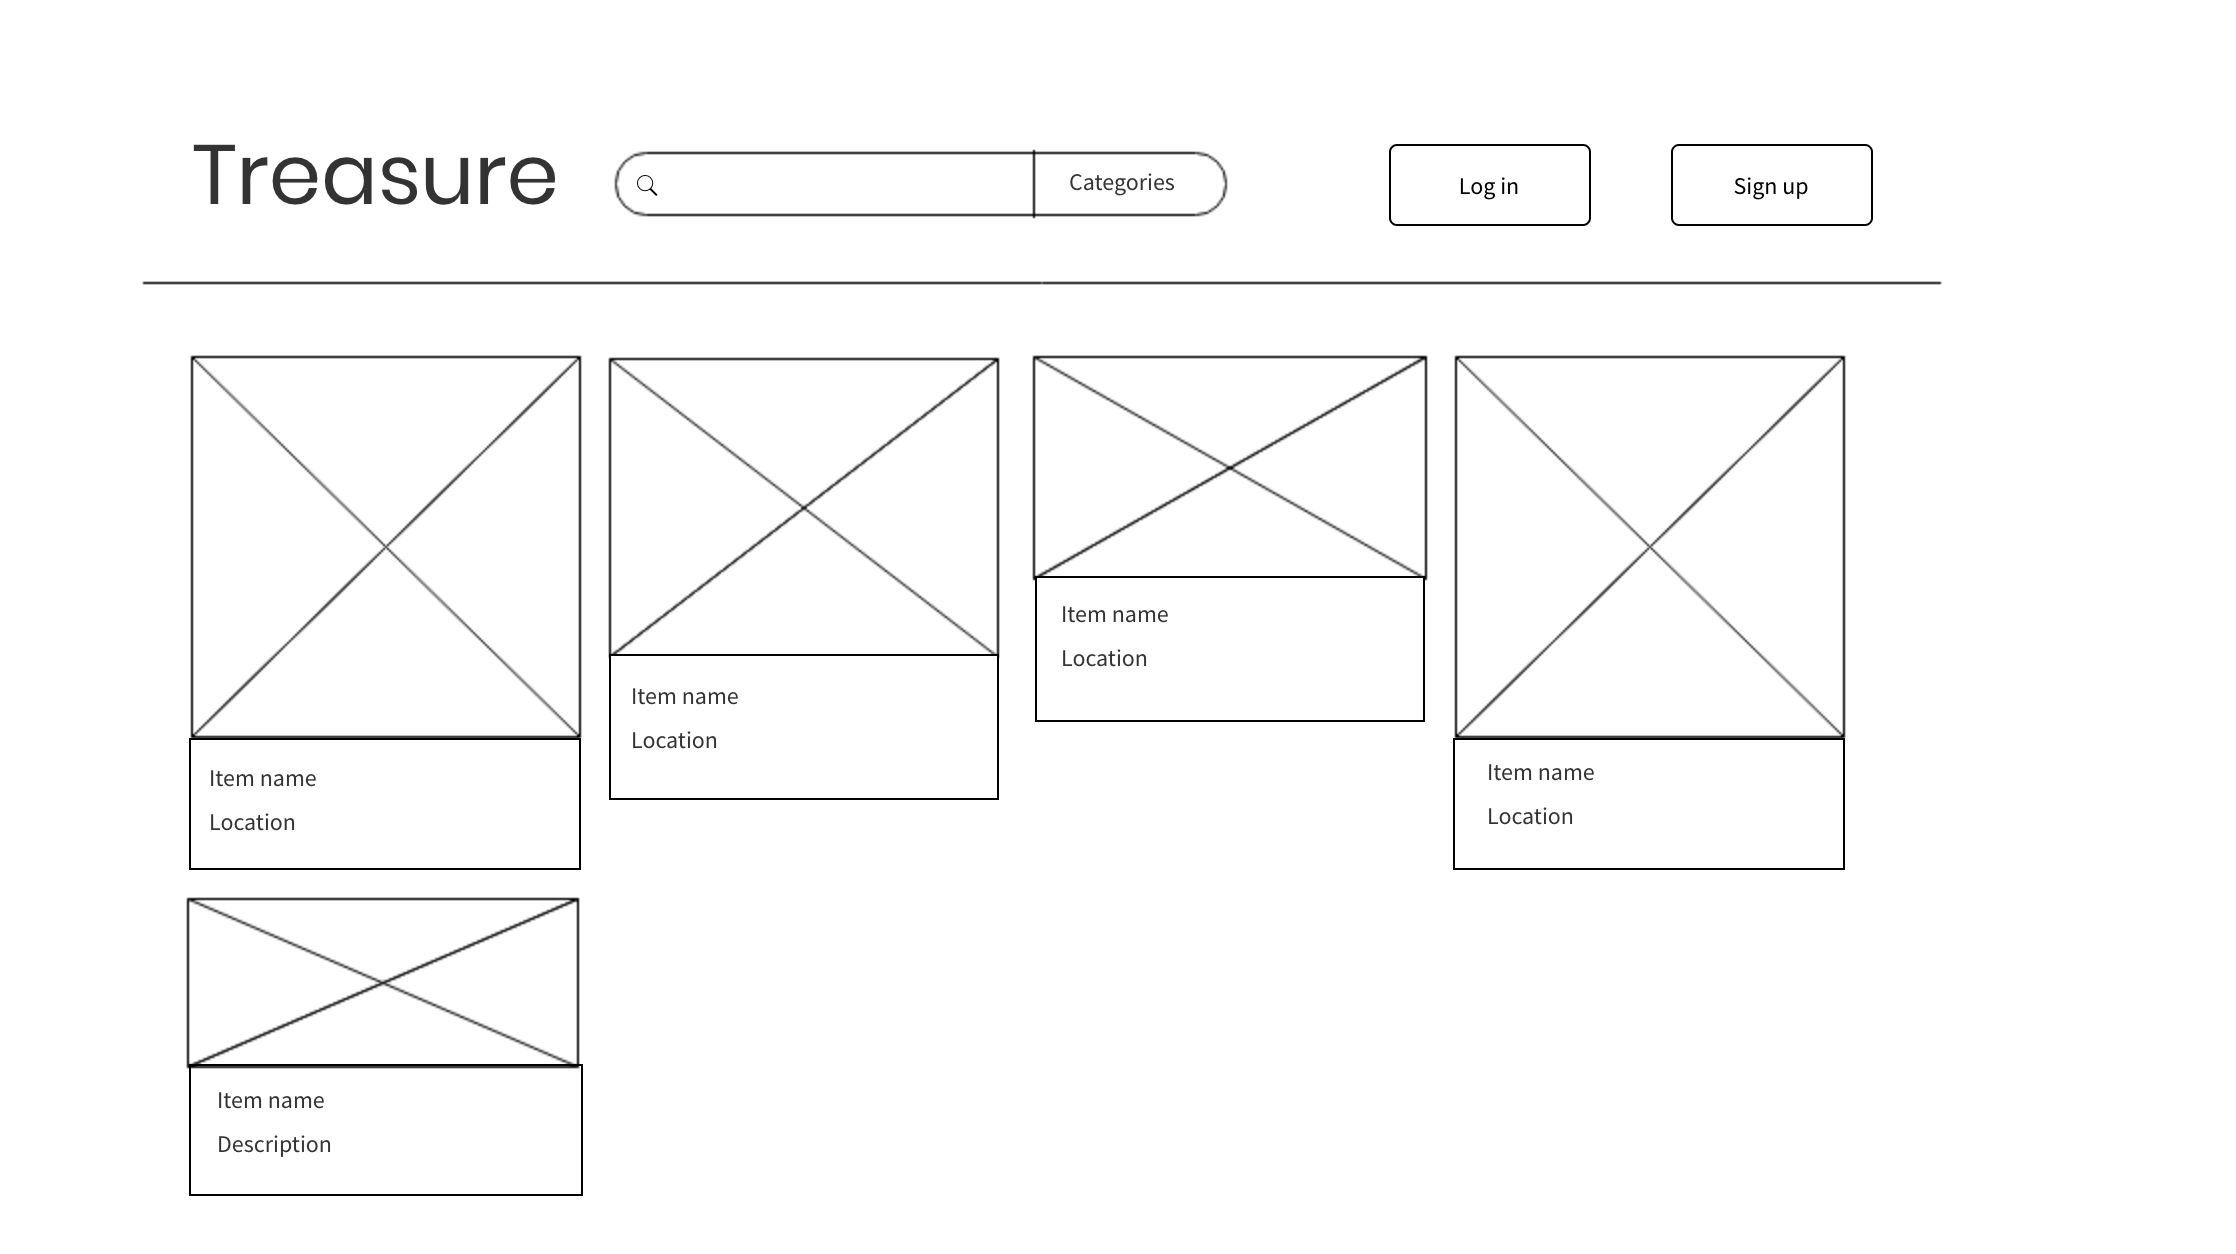 Treasure
Categories
Log in
Sign up
Item name
Location
Item name
Location
Item name
Location
Item name
Location
Item name
Description